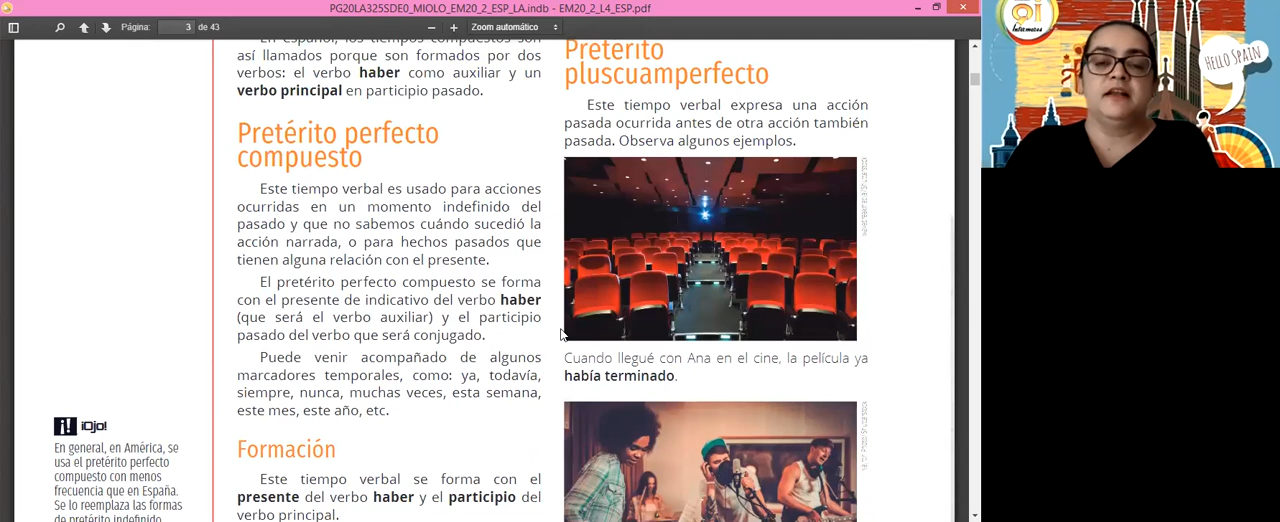 PG20LA325SDE0_MIOLO_EM20_2_ESP_LA.indb - EM20_2_L4_ESP.pdf
Página: 3 de 43
Zoom automático
En español, los tiempos compuestos son
así llamados porque son formados por dos
verbos: el verbo haber como auxiliar y un
verbo principal en participio pasado.
Pretérito perfecto
compuesto
Este tiempo verbal es usado para acciones
ocurridas en un momento indefinido del
pasado y que no sabemos cuándo sucedió la
acción narrada, o para hechos pasados que
tienen alguna relación con el presente.
El pretérito perfecto compuesto se forma
con el presente de indicativo del verbo haber
(que será el verbo auxiliar) y el participio
pasado del verbo que será conjugado.
Puede venir acompañado de algunos
marcadores temporales, como: ya, todavía,
siempre, nunca, muchas veces, esta semana,
este mes, este año, etc.
Formación
Este tiempo verbal se forma con el
presente del verbo haber y el participio del
verbo principal.
¡! ¡Ojo!
En general, en América, se
usa el pretérito perfecto
compuesto con menos
frecuencia que en España.
Se lo reemplaza las formas
de pretérito indefinido
Pretérito
pluscuamperfecto
Este tiempo verbal expresa una acción
pasada ocurrida antes de otra acción también
pasada. Observa algunos ejemplos.
Cuando llegué con Ana en el cine, la película ya
había terminado.
HELLO SPAIN